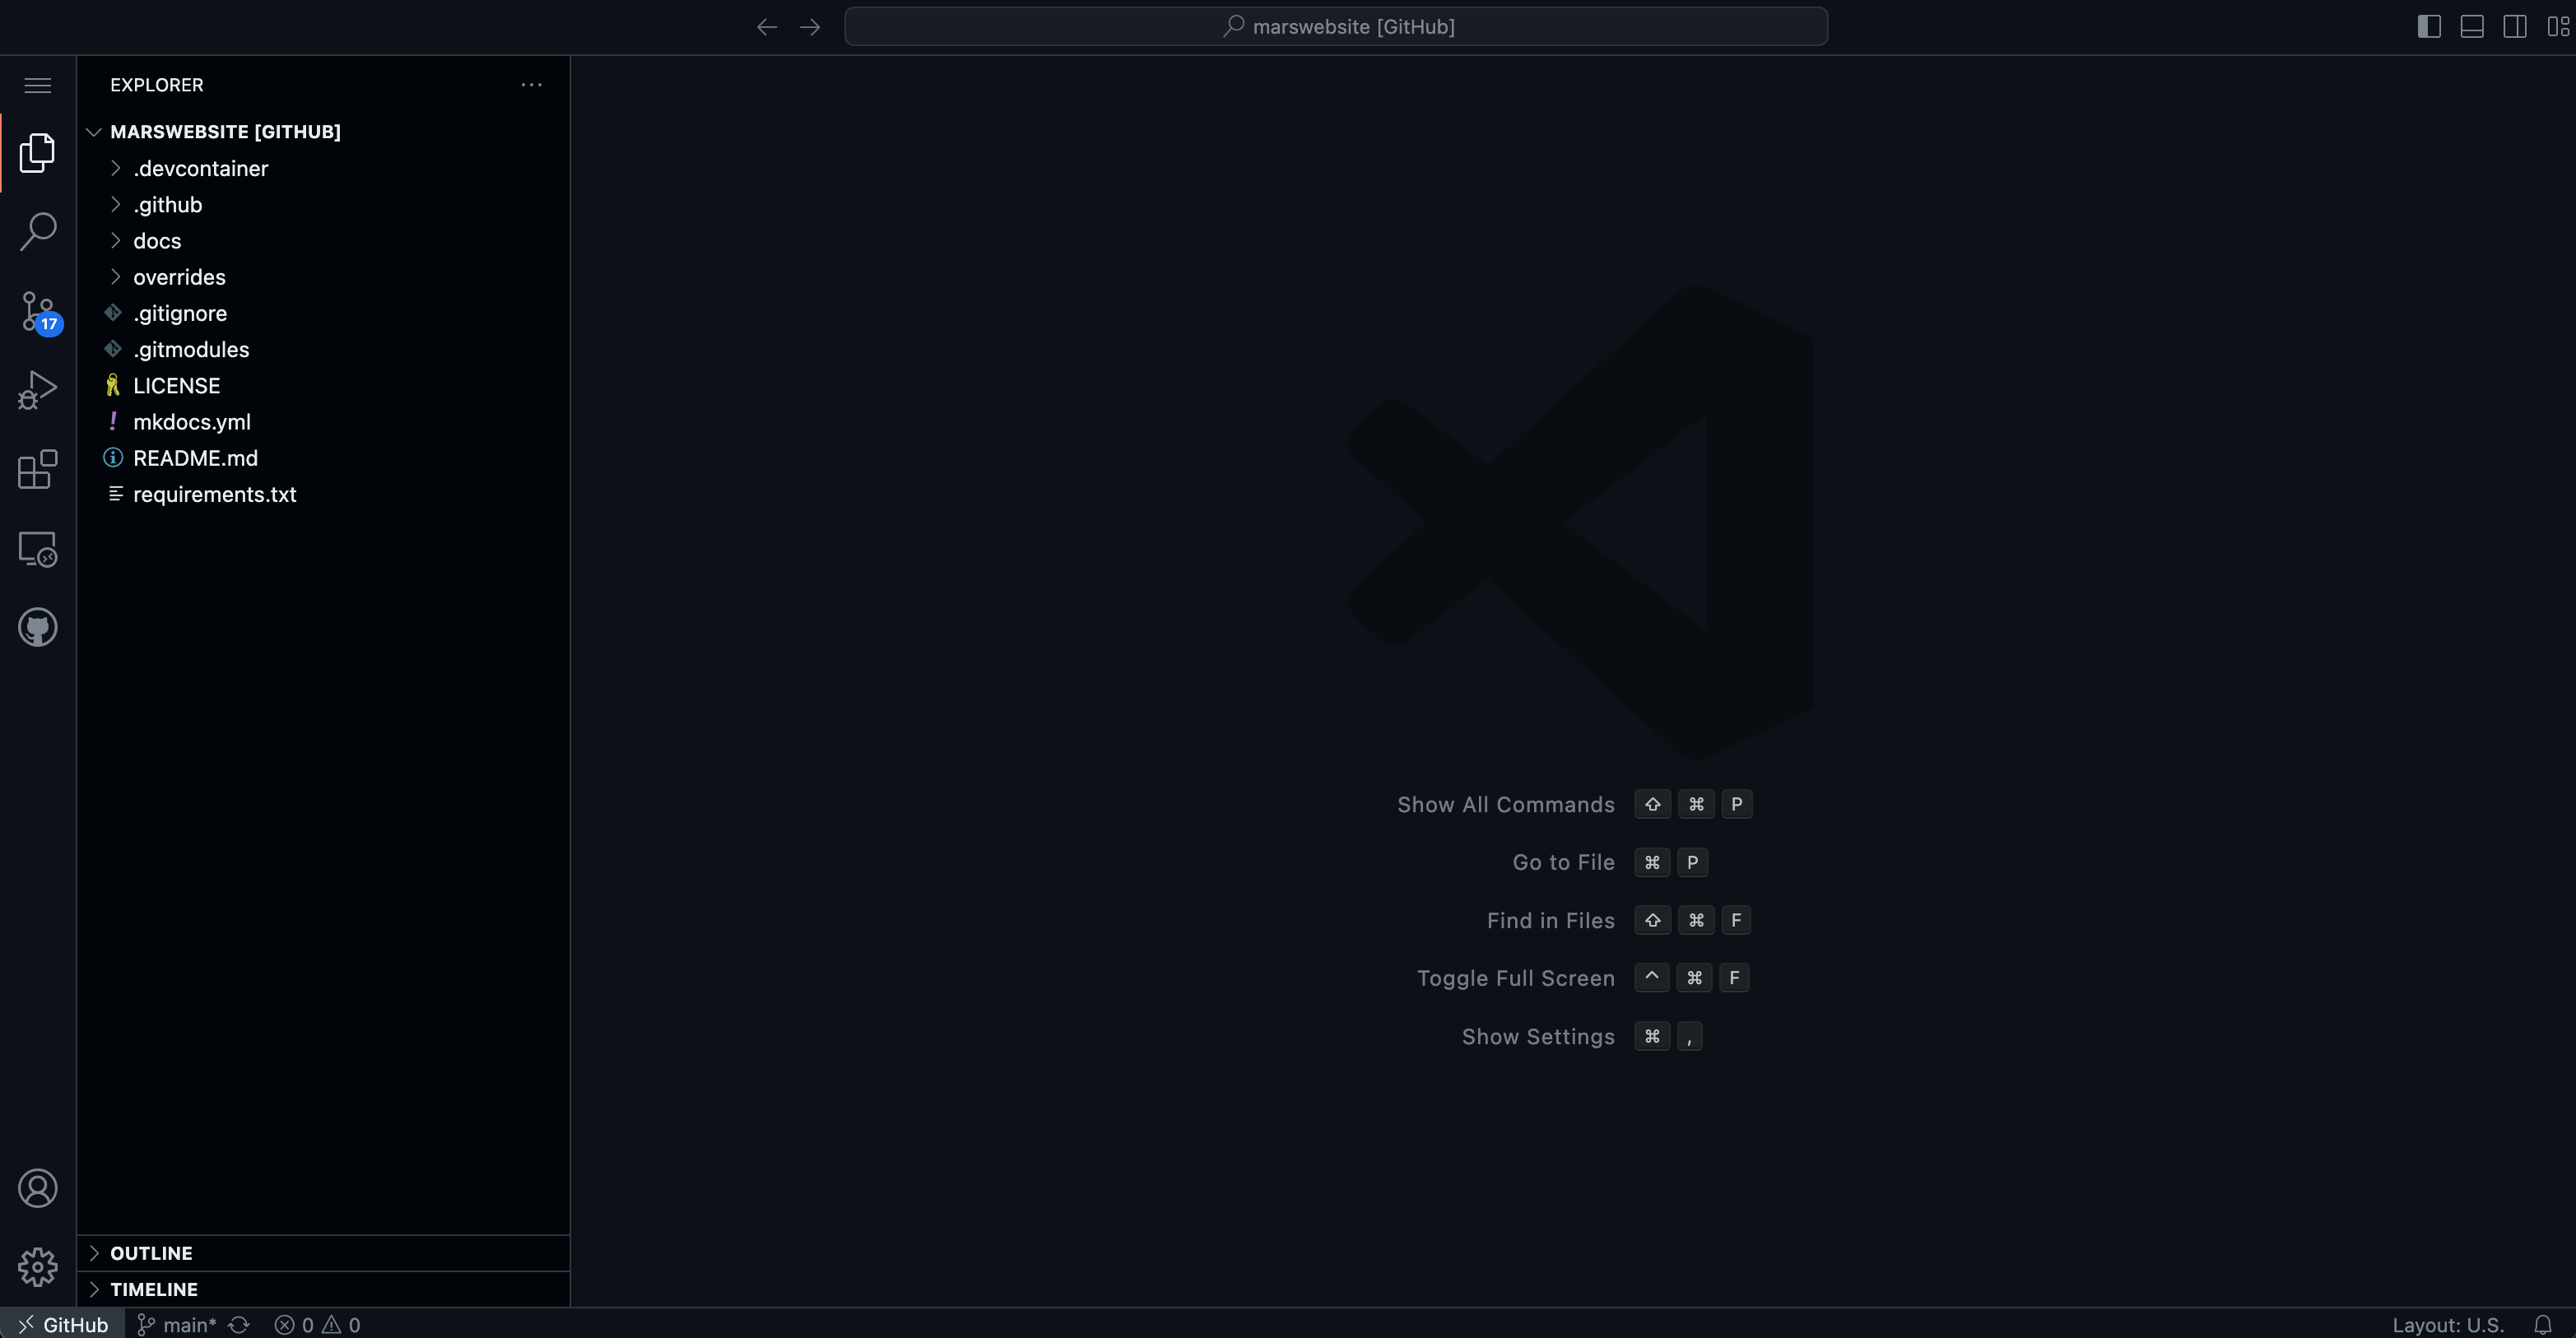 marswebsite [GitHub]
EXPLORER
MARSWEBSITE [GITHUB]
.devcontainer
.github
docs
overrides
.gitignore
.gitmodules
LICENSE
mkdocs.yml
README.md
requirements.txt
17
Show All Commands ⇧ ⌘ P
Go to File ⌘ P
Find in Files ⇧ ⌘ F
Toggle Full Screen ^ ⌘ F
Show Settings ⌘ ,
OUTLINE
TIMELINE
GitHub main* 0 0 Layout: U.S.